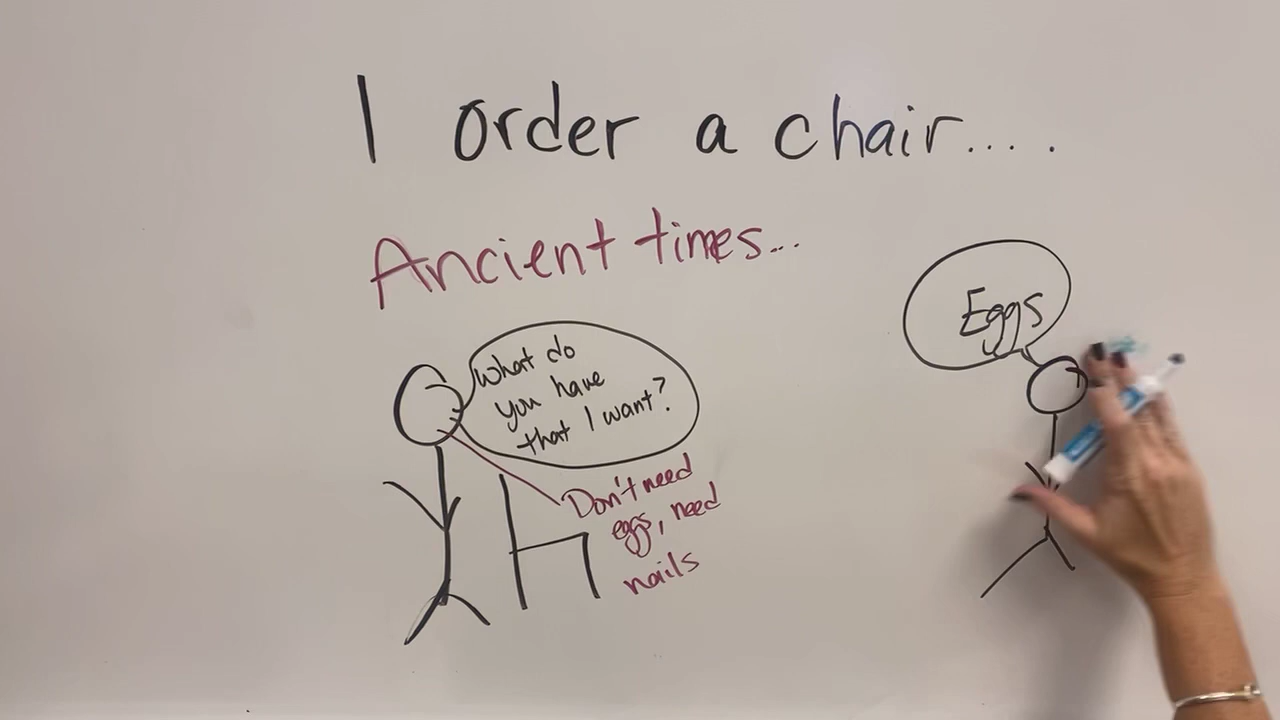 I order a chair....
Ancient times...
What do
you have
that I want?
Eggs
Don't need
eggs, need
nails